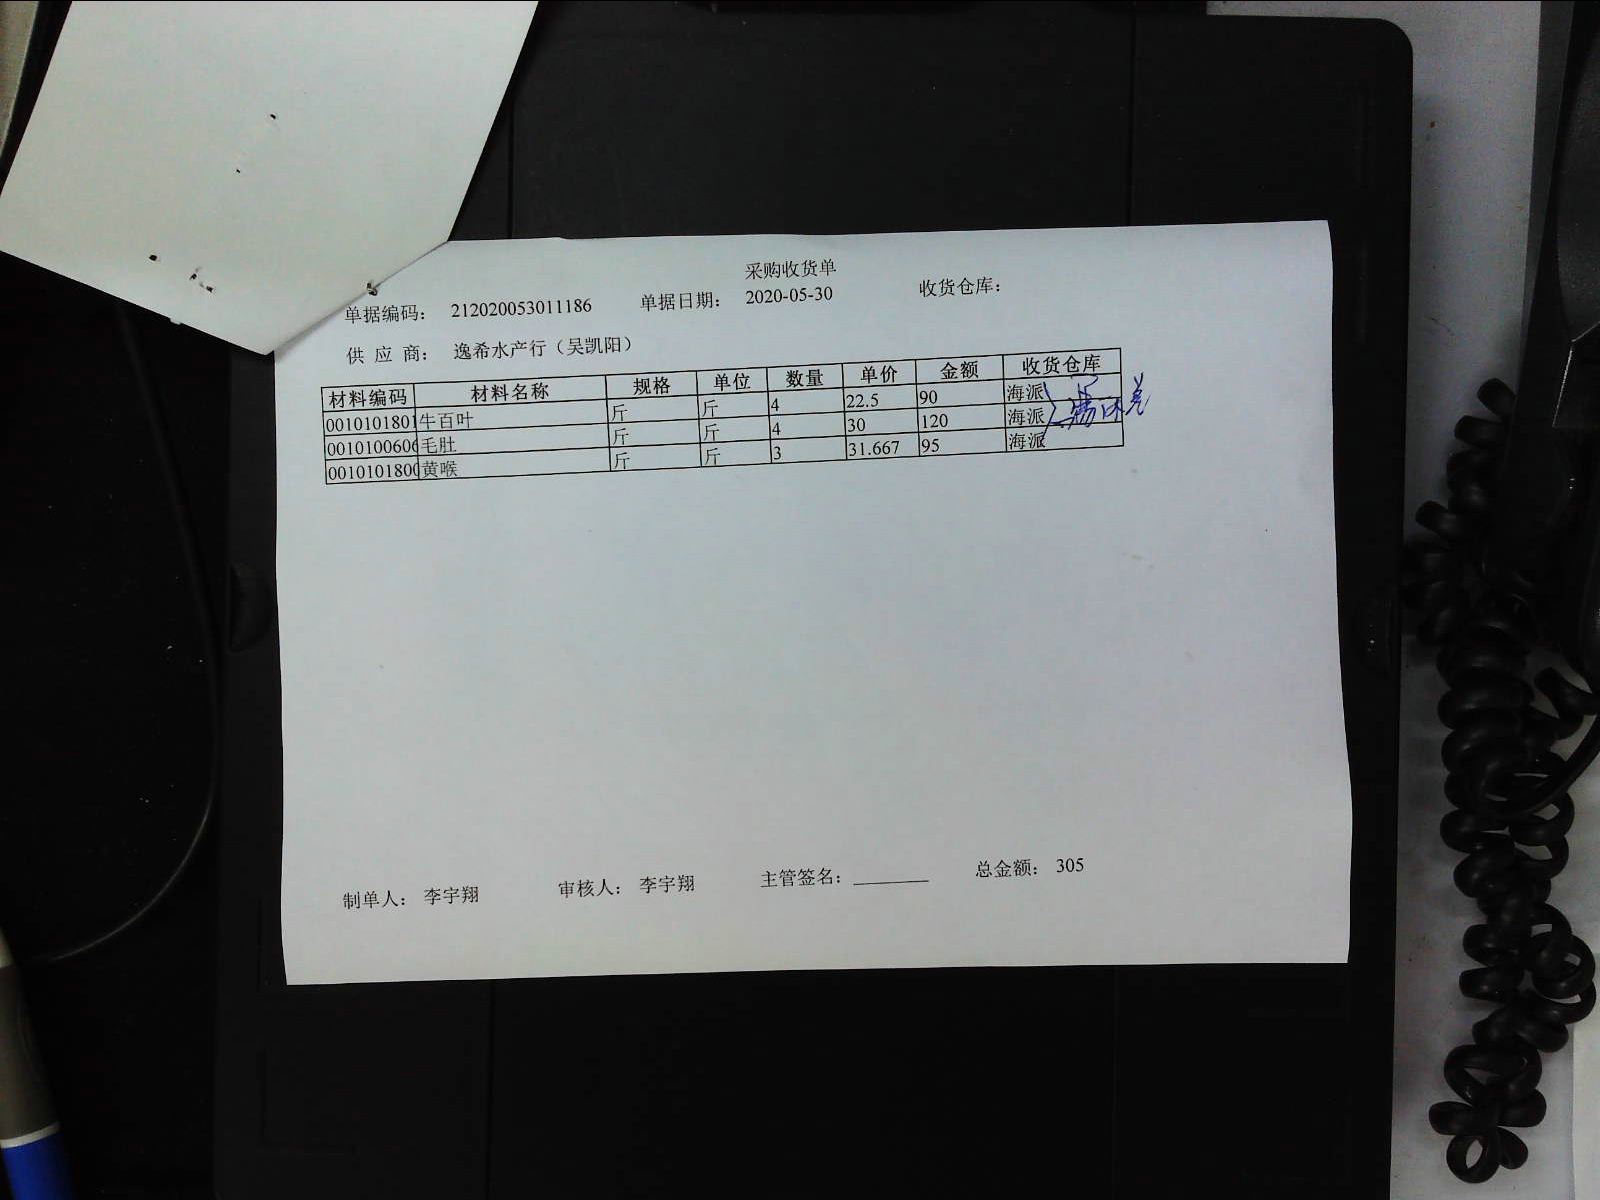 采购收货单
单据编码： 212020053011186 单据日期： 2020-05-30 收货仓库：
供 应 商： 逸希水产行（吴凯阳）
材料编码 材料名称 规格 单位 数量 单价 金额 收货仓库
0010101801 牛百叶 斤 斤 4 22.5 90 海派
001010060 毛肚 斤 斤 4 30 120 海派
001010180 黄喉 斤 斤 3 31.667 95 海派
制单人： 李宇翔 审核人： 李宇翔 主管签名： 总金额： 305